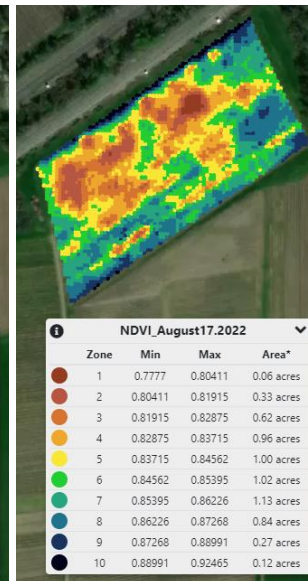 NDVI_August17.2022
Zone Min Max Area*
1 0.7777 0.80411 0.06 acres
2 0.80411 0.81915 0.33 acres
3 0.81915 0.82875 0.62 acres
4 0.82875 0.83715 0.96 acres
5 0.83715 0.84562 1.00 acres
6 0.84562 0.85395 1.02 acres
7 0.85395 0.86226 1.13 acres
8 0.86226 0.87268 0.84 acres
9 0.87268 0.88991 0.27 acres
10 0.88991 0.92465 0.12 acres